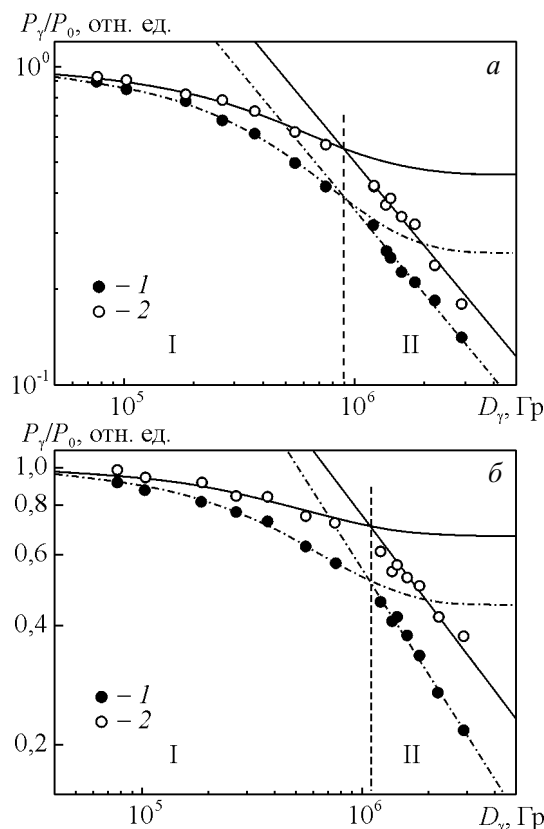 P_γ/P_0, отн. ед.
а
10^0
– 1
– 2
I
II
10^{-1}
10^5
10^6
D_γ, Гр
P_γ/P_0, отн. ед.
б
1,0
0,8
0,6
0,4
– 1
– 2
0,2
I
II
10^5
10^6
D_γ, Гр